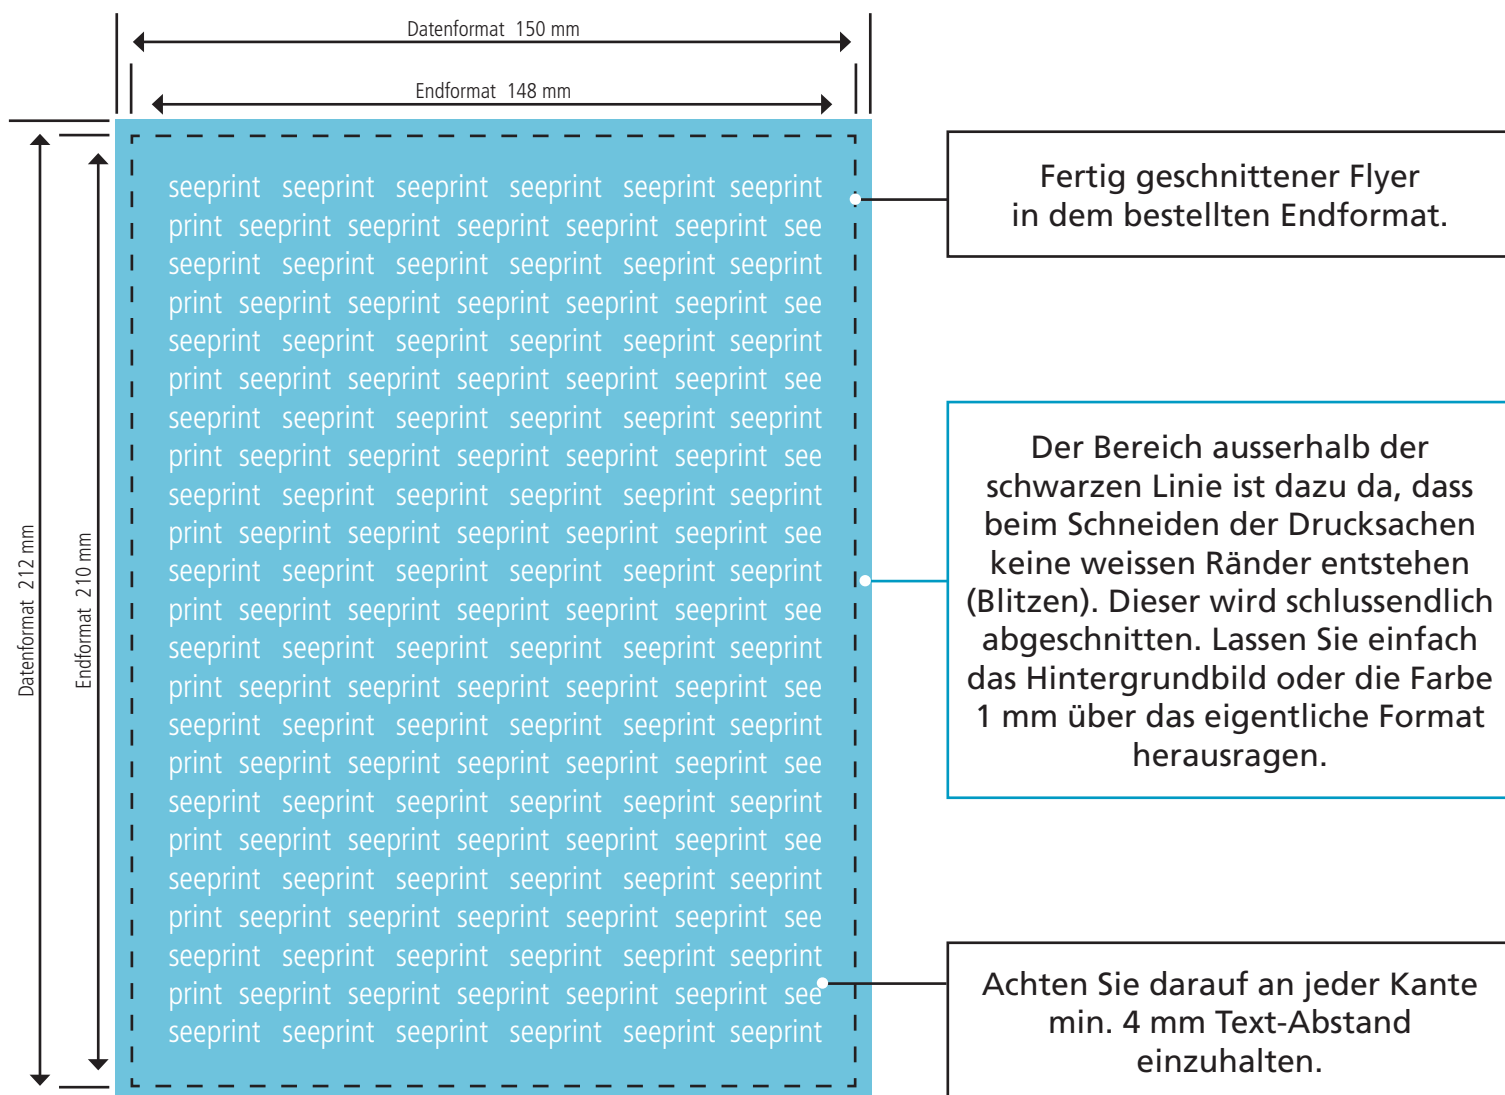 Datenformat 150 mm
Endformat 148 mm
Datenformat 212 mm
Endformat 210 mm
seeprint seeprint seeprint seeprint seeprint seeprint
print seeprint seeprint seeprint seeprint seeprint see
seeprint seeprint seeprint seeprint seeprint seeprint
print seeprint seeprint seeprint seeprint seeprint see
seeprint seeprint seeprint seeprint seeprint seeprint
print seeprint seeprint seeprint seeprint seeprint see
seeprint seeprint seeprint seeprint seeprint seeprint
print seeprint seeprint seeprint seeprint seeprint see
seeprint seeprint seeprint seeprint seeprint seeprint
print seeprint seeprint seeprint seeprint seeprint see
seeprint seeprint seeprint seeprint seeprint seeprint
print seeprint seeprint seeprint seeprint seeprint see
seeprint seeprint seeprint seeprint seeprint seeprint
print seeprint seeprint seeprint seeprint seeprint see
seeprint seeprint seeprint seeprint seeprint seeprint
print seeprint seeprint seeprint seeprint seeprint see
seeprint seeprint seeprint seeprint seeprint seeprint
print seeprint seeprint seeprint seeprint seeprint see
seeprint seeprint seeprint seeprint seeprint seeprint
print seeprint seeprint seeprint seeprint seeprint see
seeprint seeprint seeprint seeprint seeprint seeprint
print seeprint seeprint seeprint seeprint seeprint see
seeprint seeprint seeprint seeprint seeprint seeprint
Fertig geschnittener Flyer
in dem bestellten Endformat.
Der Bereich ausserhalb der
schwarzen Linie ist dazu da, dass
beim Schneiden der Drucksachen
keine weissen Ränder entstehen
(Blitzen). Dieser wird schlussendlich
abgeschnitten. Lassen Sie einfach
das Hintergrundbild oder die Farbe
1 mm über das eigentliche Format
herausragen.
Achten Sie darauf an jeder Kante
min. 4 mm Text-Abstand
einzuhalten.